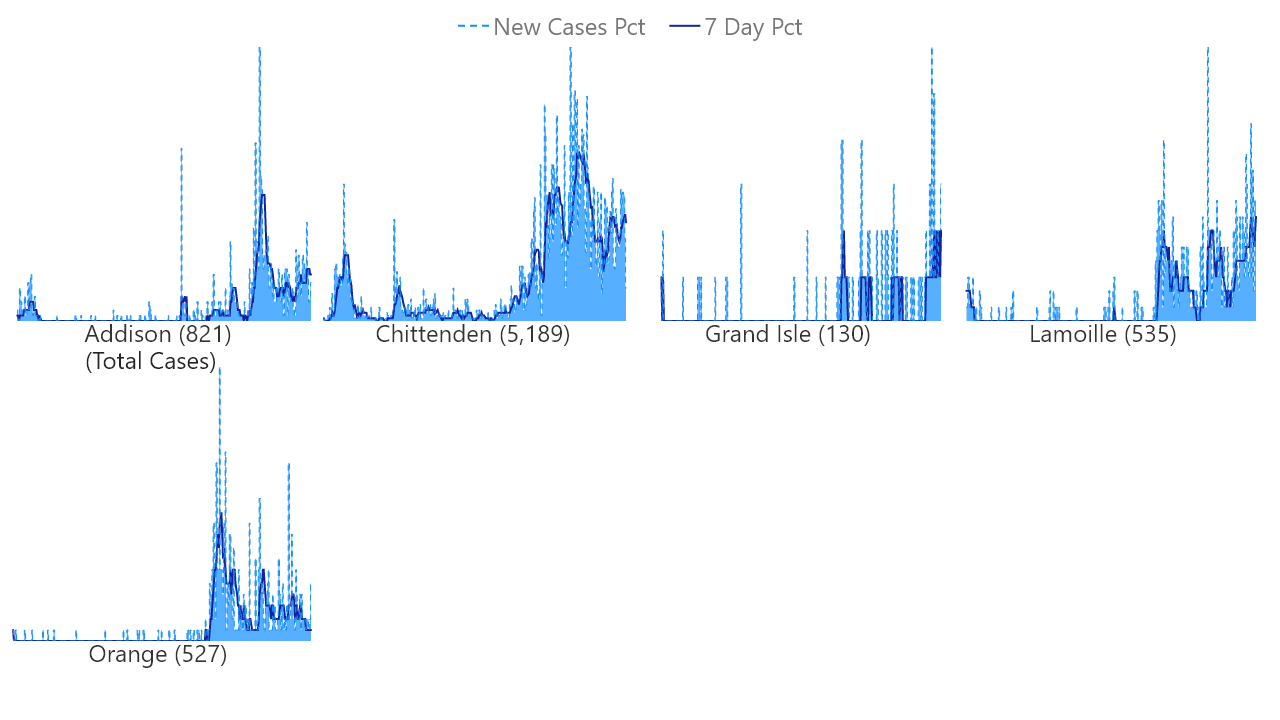 New Cases Pct 7 Day Pct
Addison (821) Chittenden (5,189) Grand Isle (130) Lamoille (535)
(Total Cases)
Orange (527)